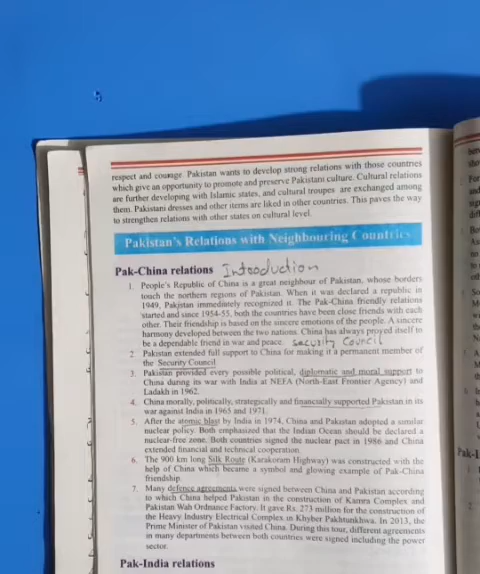 respect and courage. Pakistan wants to develop strong relations with those countries
which give an opportunity to promote and preserve Pakistani culture. Cultural relations
are further developing with Islamic states, and cultural troupes are exchanged among
them. Pakistani dresses and other items are liked in other countries. This paves the way
to strengthen relations with other states on cultural level.
Pakistan's Relations with Neighbouring Countries
Pak-China relations Intooduction
1. People's Republic of China is a great neighbour of Pakistan, whose borders
touch the northern regions of Pakistan. When it was declared a republic in
1949, Pakistan immediately recognized it. The Pak-China friendly relations
started and since 1954-55, both the countries have been close friends with each
other. Their friendship is based on the sincere emotions of the people. A sincere
harmony developed between the two nations. China has always proved itself to
be a dependable friend in war and peace. security Council
2. Pakistan extended full support to China for making it a permanent member of
the Security Council
3. Pakistan provided every possible political, diplomatic and moral support to
China during its war with India at NEFA (North-East Frontier Agency) and
Ladakh in 1962.
4. China morally, politically, strategically and financially supported Pakistan in its
war against India in 1965 and 1971.
5. After the atomic blast by India in 1974, China and Pakistan adopted a similar
nuclear policy. Both emphasized that the Indian Ocean should be declared a
nuclear-free zone. Both countries signed the nuclear pact in 1986 and China
extended financial and technical cooperation.
6. The 900 km long Silk Route (Karakoram Highway) was constructed with the
help of China which became a symbol and glowing example of Pak-China
friendship.
7. Many defence agreements were signed between China and Pakistan according
to which China helped Pakistan in the construction of Kamra Complex and
Pakistan Wah Ordnance Factory. It gave Rs. 273 million for the construction of
the Heavy Industry Electrical Complex in Khyber Pakhtunkhwa. In 2013, the
Prime Minister of Pakistan visited China. During this tour, different agreements
in many departments between both countries were signed including the power
sector.
Pak-India relations